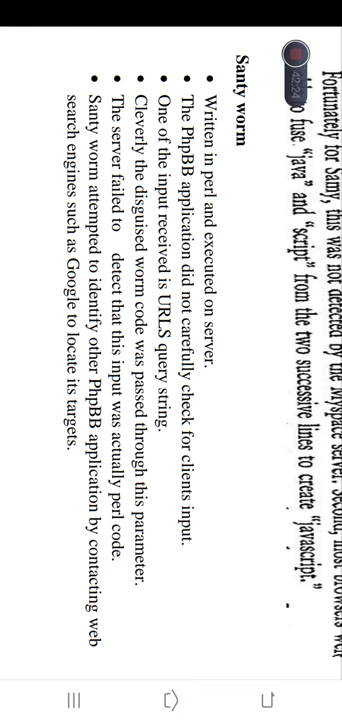 Fortunately for Samy, this was not detected by the Myspace server. Second, most browsers
42:24 to fuse "java" and "script" from the two successive lines to create "javascript."
Santy worm
• Written in perl and executed on server.
• The PhpBB application did not carefully check for clients input.
• One of the input received is URLS query string.
• Cleverly the disguised worm code was passed through this parameter.
• The server failed to detect that this input was actually perl code.
• Santy worm attempted to identify other PhpBB application by contacting web
search engines such as Google to locate its targets.